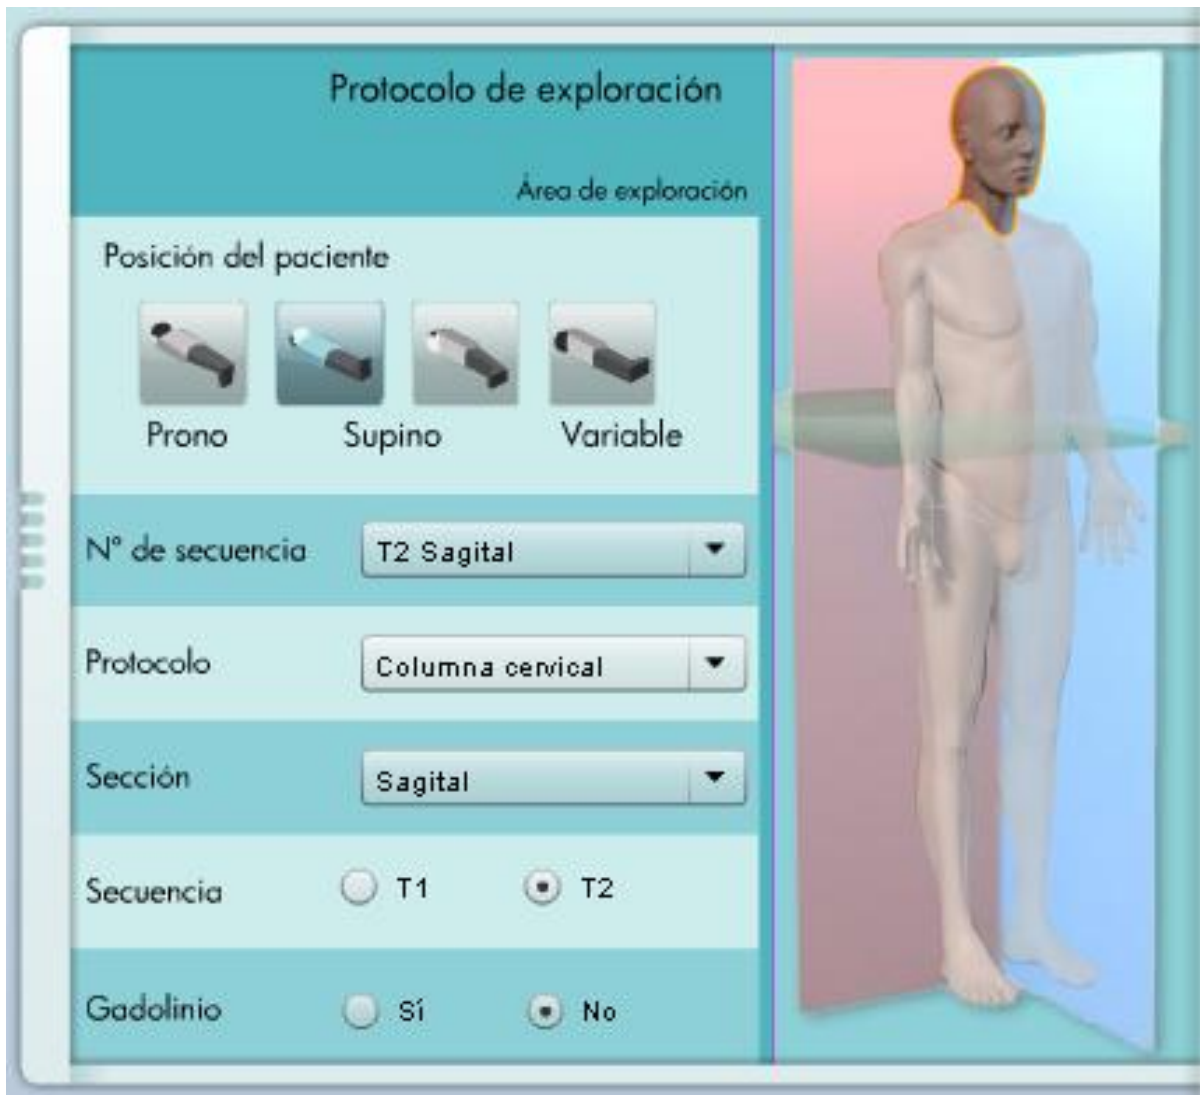 Protocolo de exploración
Área de exploración
Posición del paciente
Prono Supino Variable
Nº de secuencia T2 Sagital
Protocolo Columna cervical
Sección Sagital
Secuencia T1 T2
Gadolinio Sí No